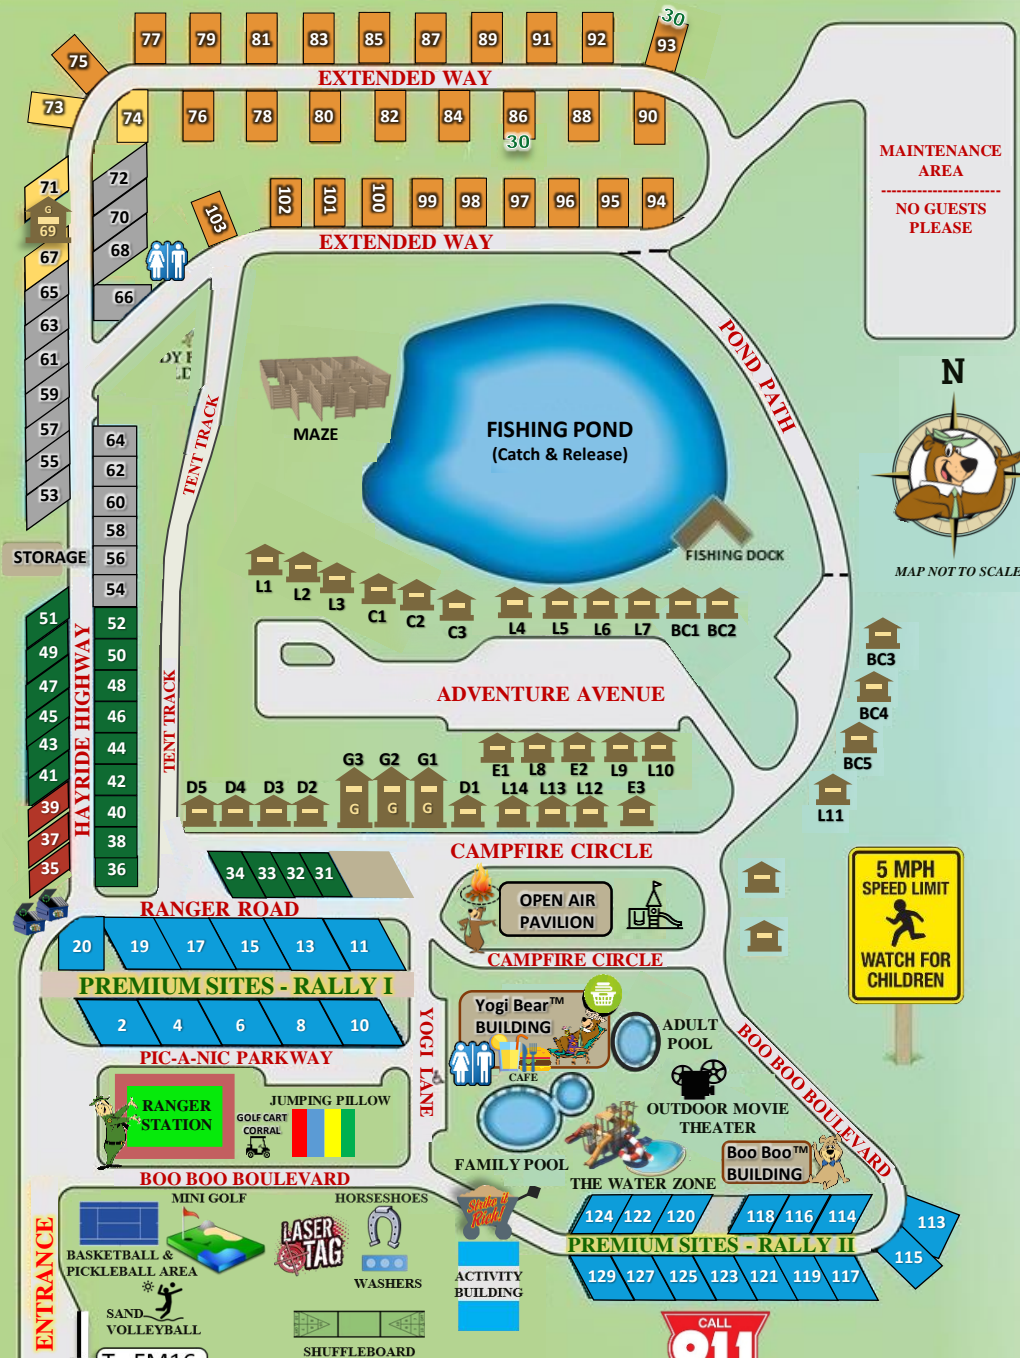 30
77 79 81 83 85 87 89 91 92 93
75
EXTENDED WAY
73 74 76 78 80 82 84 86 88 90
30
MAINTENANCE
AREA
NO GUESTS
PLEASE
71 72
G
69
70
67 68
65 66
63
61
59
57
55
53
103 102 101 100 99 98 97 96 95 94
EXTENDED WAY
POND PATH
TENT TRACK
MAZE
FISHING POND
(Catch & Release)
FISHING DOCK
N
MAP NOT TO SCALE
64
62
60
58
56
54
STORAGE
L1 L2 L3 C1 C2 C3 L4 L5 L6 L7 BC1 BC2
BC3
BC4
BC5
L11
51 52
49 50
47 48
45 46
43 44
41 42
39 40
37 38
35 36
HAYRIDE HIGHWAY
TENT TRACK
ADVENTURE AVENUE
G3 G2 G1
E1 L8 E2 L9 L10
D5 D4 D3 D2
G G G
D1 L14 L13 L12 E3
CAMPFIRE CIRCLE
34 33 32 31
RANGER ROAD
OPEN AIR
PAVILION
CAMPFIRE CIRCLE
5 MPH
SPEED LIMIT
WATCH FOR
CHILDREN
20 19 17 15 13 11
PREMIUM SITES - RALLY I
2 4 6 8 10
PIC-A-NIC PARKWAY
YOGI LANE
Yogi Bear™
BUILDING
CAFE
ADULT
POOL
BOO BOO BOULEVARD
RANGER
STATION
GOLF CART
CORRAL
JUMPING PILLOW
OUTDOOR MOVIE
THEATER
Boo Boo™
BUILDING
FAMILY POOL
THE WATER ZONE
BOO BOO BOULEVARD
MINI GOLF
HORSESHOES
Strike it
Rich!
LASER
TAG
BASKETBALL &
PICKLEBALL AREA
WASHERS
ACTIVITY
BUILDING
SAND
VOLLEYBALL
SHUFFLEBOARD
ENTRANCE
124 122 120 118 116 114 113
PREMIUM SITES - RALLY II
115
129 127 125 123 121 119 117
CALL
911